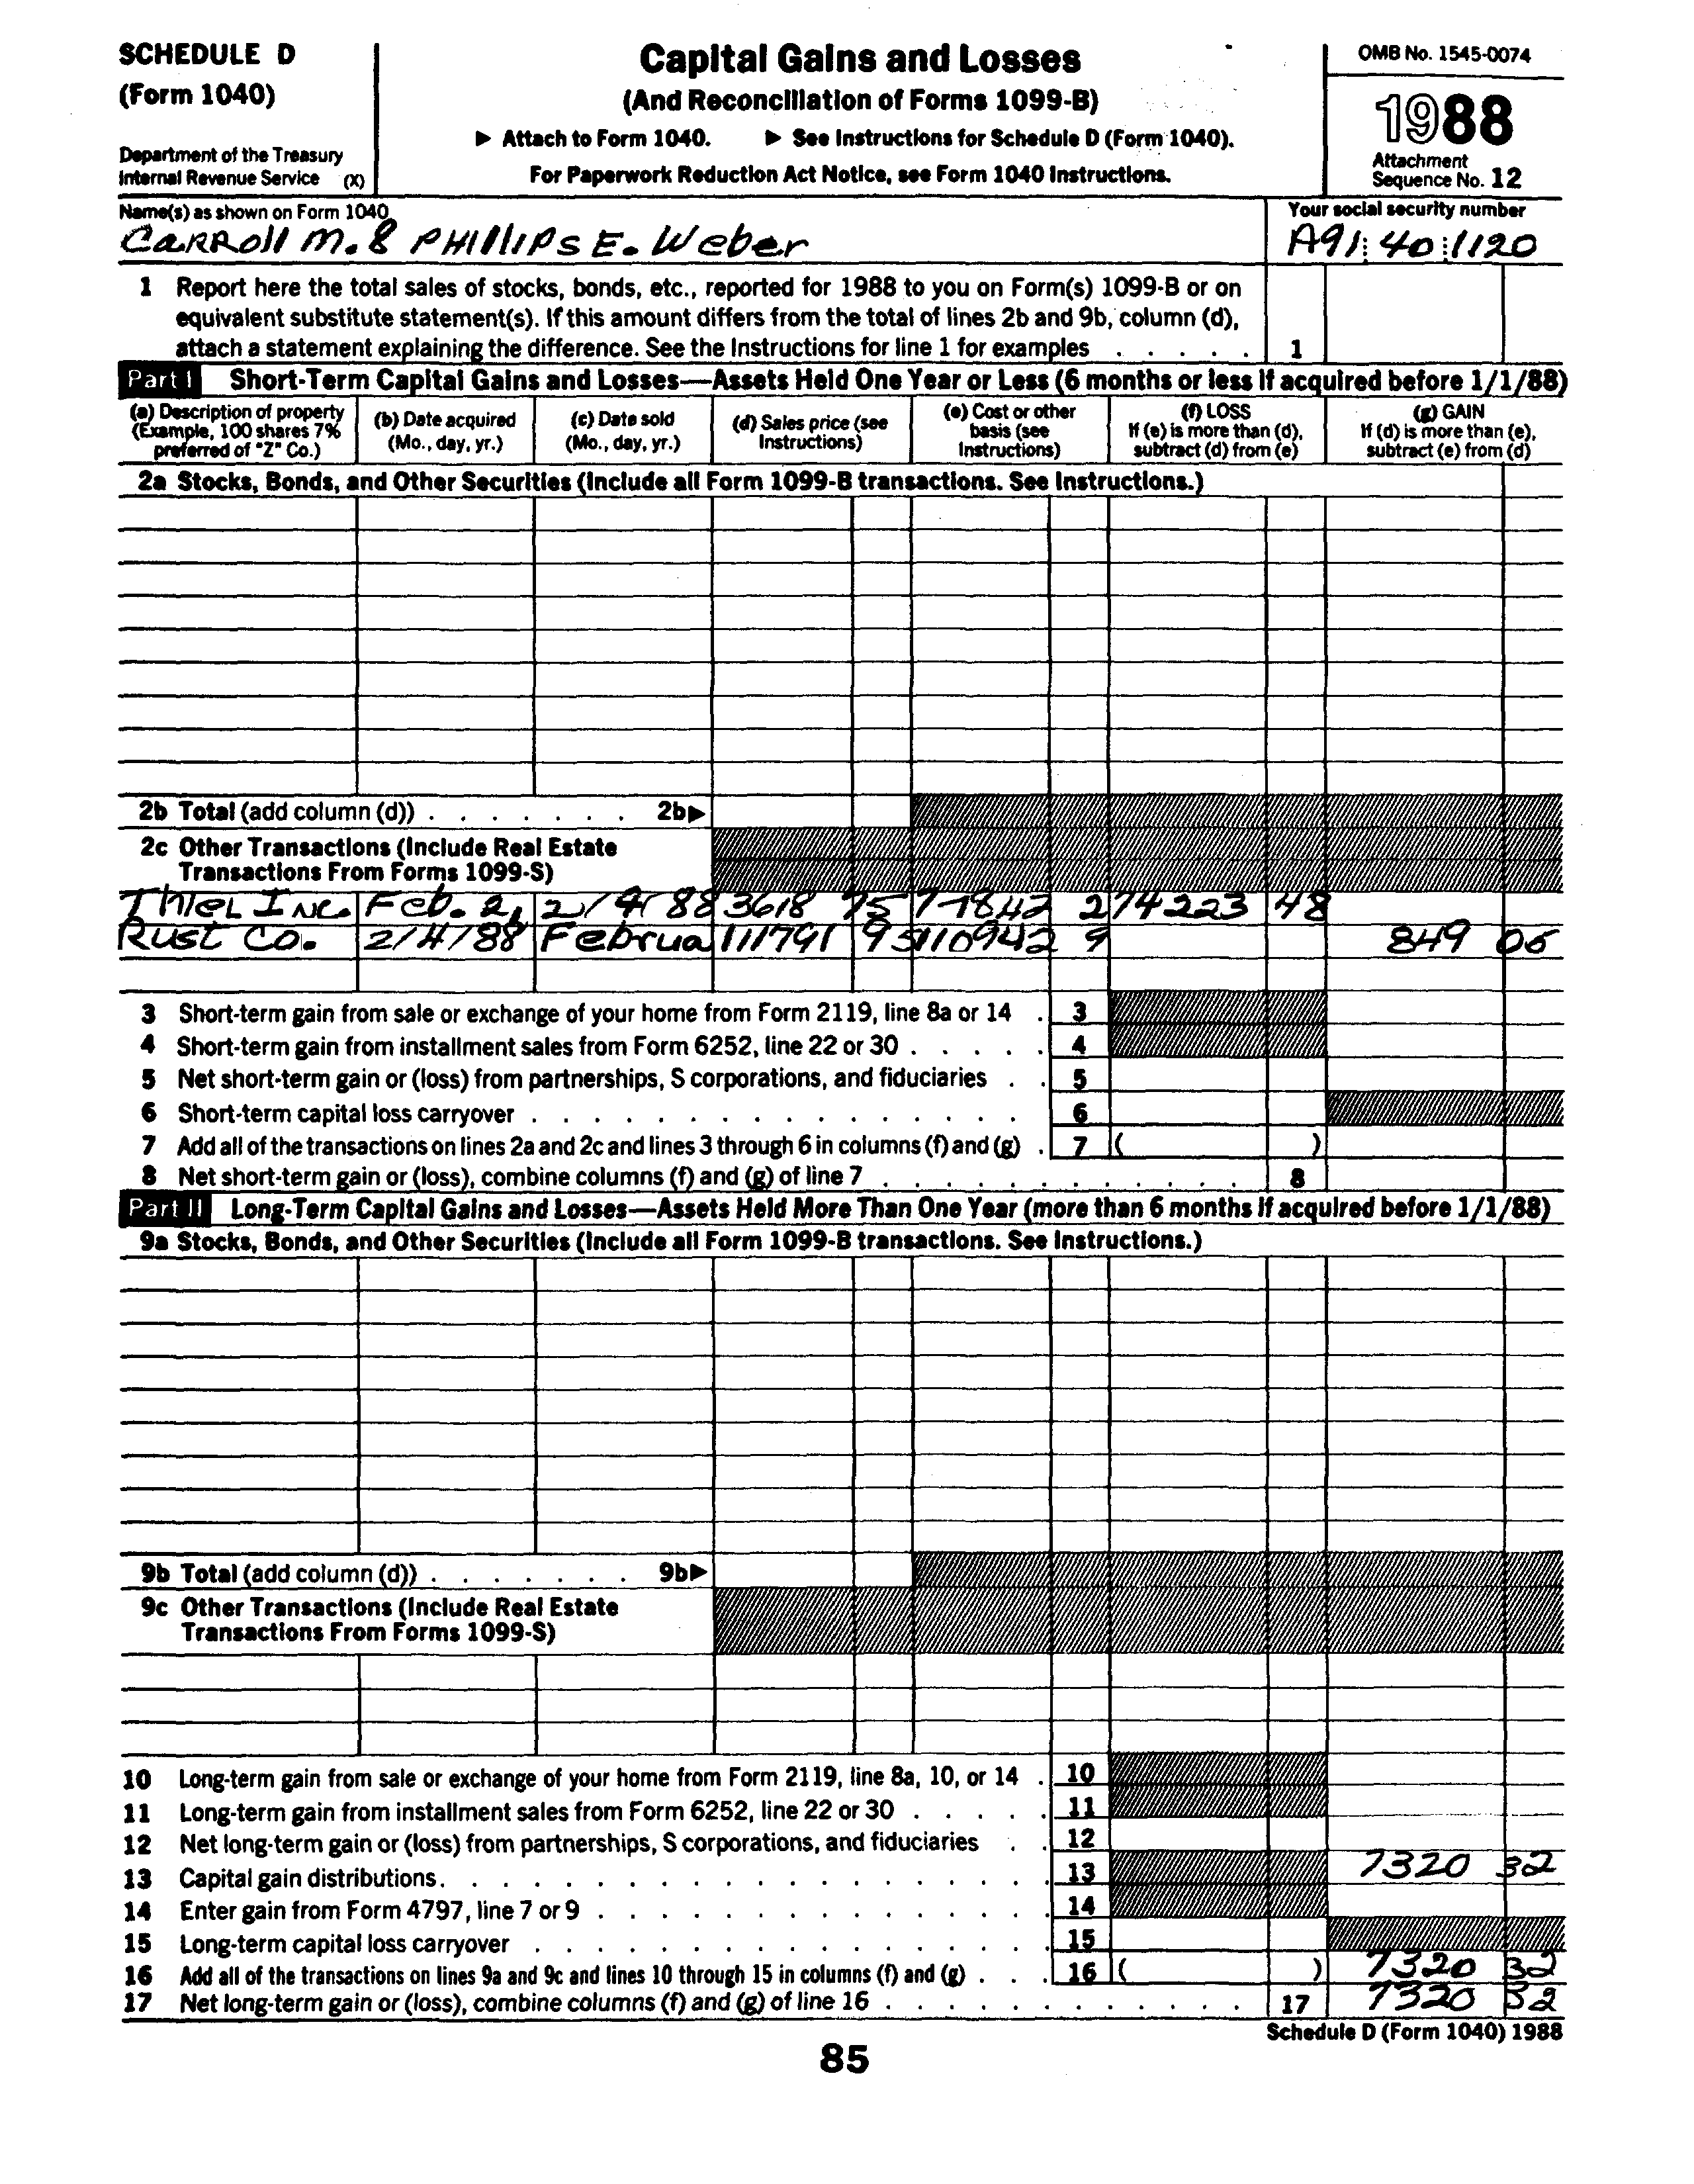 SCHEDULE D
(Form 1040)
Department of the Treasury
Internal Revenue Service (X)
Capital Gains and Losses
(And Reconciliation of Forms 1099-B)
▶ Attach to Form 1040. ▶ See Instructions for Schedule D (Form 1040).
For Paperwork Reduction Act Notice, see Form 1040 Instructions.
OMB No. 1545-0074
1988
Attachment
Sequence No. 12
Name(s) as shown on Form 1040
Carroll M. & Phillips E. Weber
Your social security number
A91 40 1120
1 Report here the total sales of stocks, bonds, etc., reported for 1988 to you on Form(s) 1099-B or on
equivalent substitute statement(s). If this amount differs from the total of lines 2b and 9b, column (d),
attach a statement explaining the difference. See the Instructions for line 1 for examples . . . . . 1
Part I Short-Term Capital Gains and Losses—Assets Held One Year or Less (6 months or less if acquired before 1/1/88)
(a) Description of property
(Example, 100 shares 7%
preferred of "Z" Co.)
(b) Date acquired
(Mo., day, yr.)
(c) Date sold
(Mo., day, yr.)
(d) Sales price (see
Instructions)
(e) Cost or other
basis (see
Instructions)
(f) LOSS
If (e) is more than (d),
subtract (d) from (e)
(g) GAIN
If (d) is more than (e),
subtract (e) from (d)
2a Stocks, Bonds, and Other Securities (Include all Form 1099-B transactions. See Instructions.)
2b Total (add column (d)) . . . . . . . 2b▶
2c Other Transactions (Include Real Estate
Transactions From Forms 1099-S)
Thiel Inc. Feb. 2, 2/9/88 3618 75 77842 2 74223 48
Rust Co. 2/4/88 Februa 111791 95 110942 9 849 05
3 Short-term gain from sale or exchange of your home from Form 2119, line 8a or 14 . 3
4 Short-term gain from installment sales from Form 6252, line 22 or 30 . . . . . 4
5 Net short-term gain or (loss) from partnerships, S corporations, and fiduciaries . . 5
6 Short-term capital loss carryover . . . . . . . . . . . . . . . . 6
7 Add all of the transactions on lines 2a and 2c and lines 3 through 6 in columns (f) and (g) . 7 ( )
8 Net short-term gain or (loss), combine columns (f) and (g) of line 7 . . . . . . . . . . . . 8
Part II Long-Term Capital Gains and Losses—Assets Held More Than One Year (more than 6 months if acquired before 1/1/88)
9a Stocks, Bonds, and Other Securities (Include all Form 1099-B transactions. See Instructions.)
9b Total (add column (d)) . . . . . . . 9b▶
9c Other Transactions (Include Real Estate
Transactions From Forms 1099-S)
10 Long-term gain from sale or exchange of your home from Form 2119, line 8a, 10, or 14 . 10
11 Long-term gain from installment sales from Form 6252, line 22 or 30 . . . . . 11
12 Net long-term gain or (loss) from partnerships, S corporations, and fiduciaries . . 12
13 Capital gain distributions. . . . . . . . . . . . . . . . . . . 13 7320 32
14 Enter gain from Form 4797, line 7 or 9 . . . . . . . . . . . . . . 14
15 Long-term capital loss carryover . . . . . . . . . . . . . . . . 15
16 Add all of the transactions on lines 9a and 9c and lines 10 through 15 in columns (f) and (g) . . . 16 ( ) 7320 32
17 Net long-term gain or (loss), combine columns (f) and (g) of line 16 . . . . . . . . . . . . 17 7320 32
Schedule D (Form 1040) 1988
85